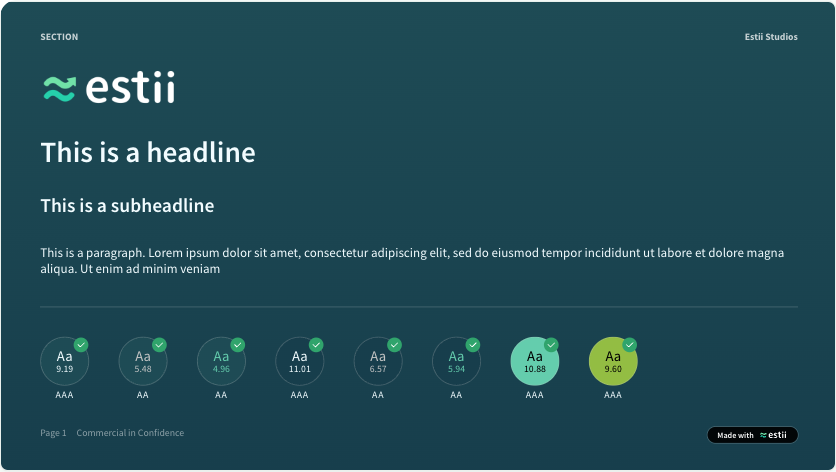 SECTION
Estii Studios
estii
This is a headline
This is a subheadline
This is a paragraph. Lorem ipsum dolor sit amet, consectetur adipiscing elit, sed do eiusmod tempor incididunt ut labore et dolore magna
aliqua. Ut enim ad minim veniam
Aa Aa Aa Aa Aa Aa Aa Aa
9.19 5.48 4.96 11.01 6.57 5.94 10.88 9.60
AAA AA AA AAA AA AA AAA AAA
Page 1 Commercial in Confidence
Made with estii